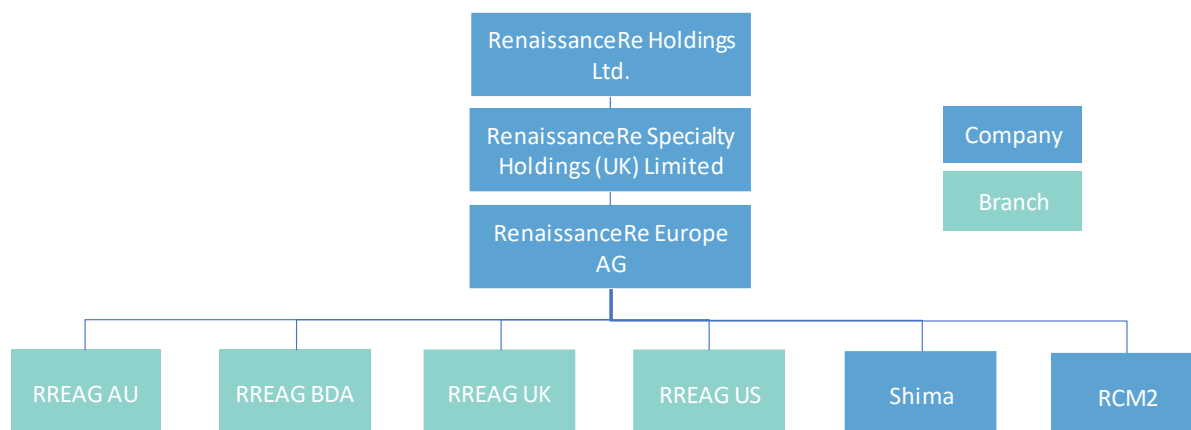 RenaissanceRe Holdings
Ltd.
RenaissanceRe Specialty
Holdings (UK) Limited
Company
RenaissanceRe Europe
AG
Branch
RREAG AU
RREAG BDA
RREAG UK
RREAG US
Shima
RCM2